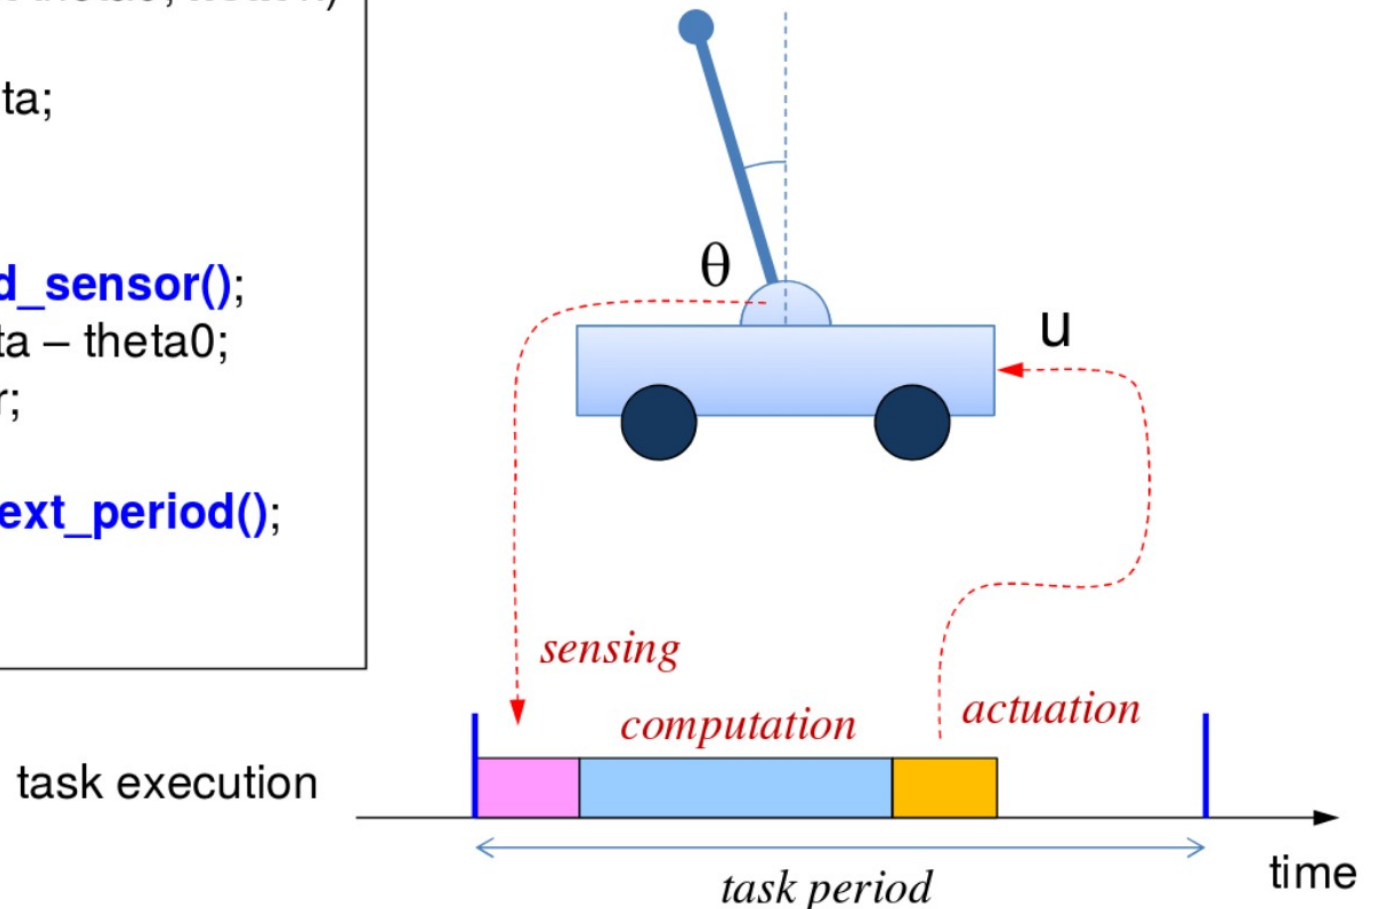 ta;
d_sensor();
ta – theta0;
r;
ext_period();
θ
u
sensing
computation
actuation
task execution
time
task period